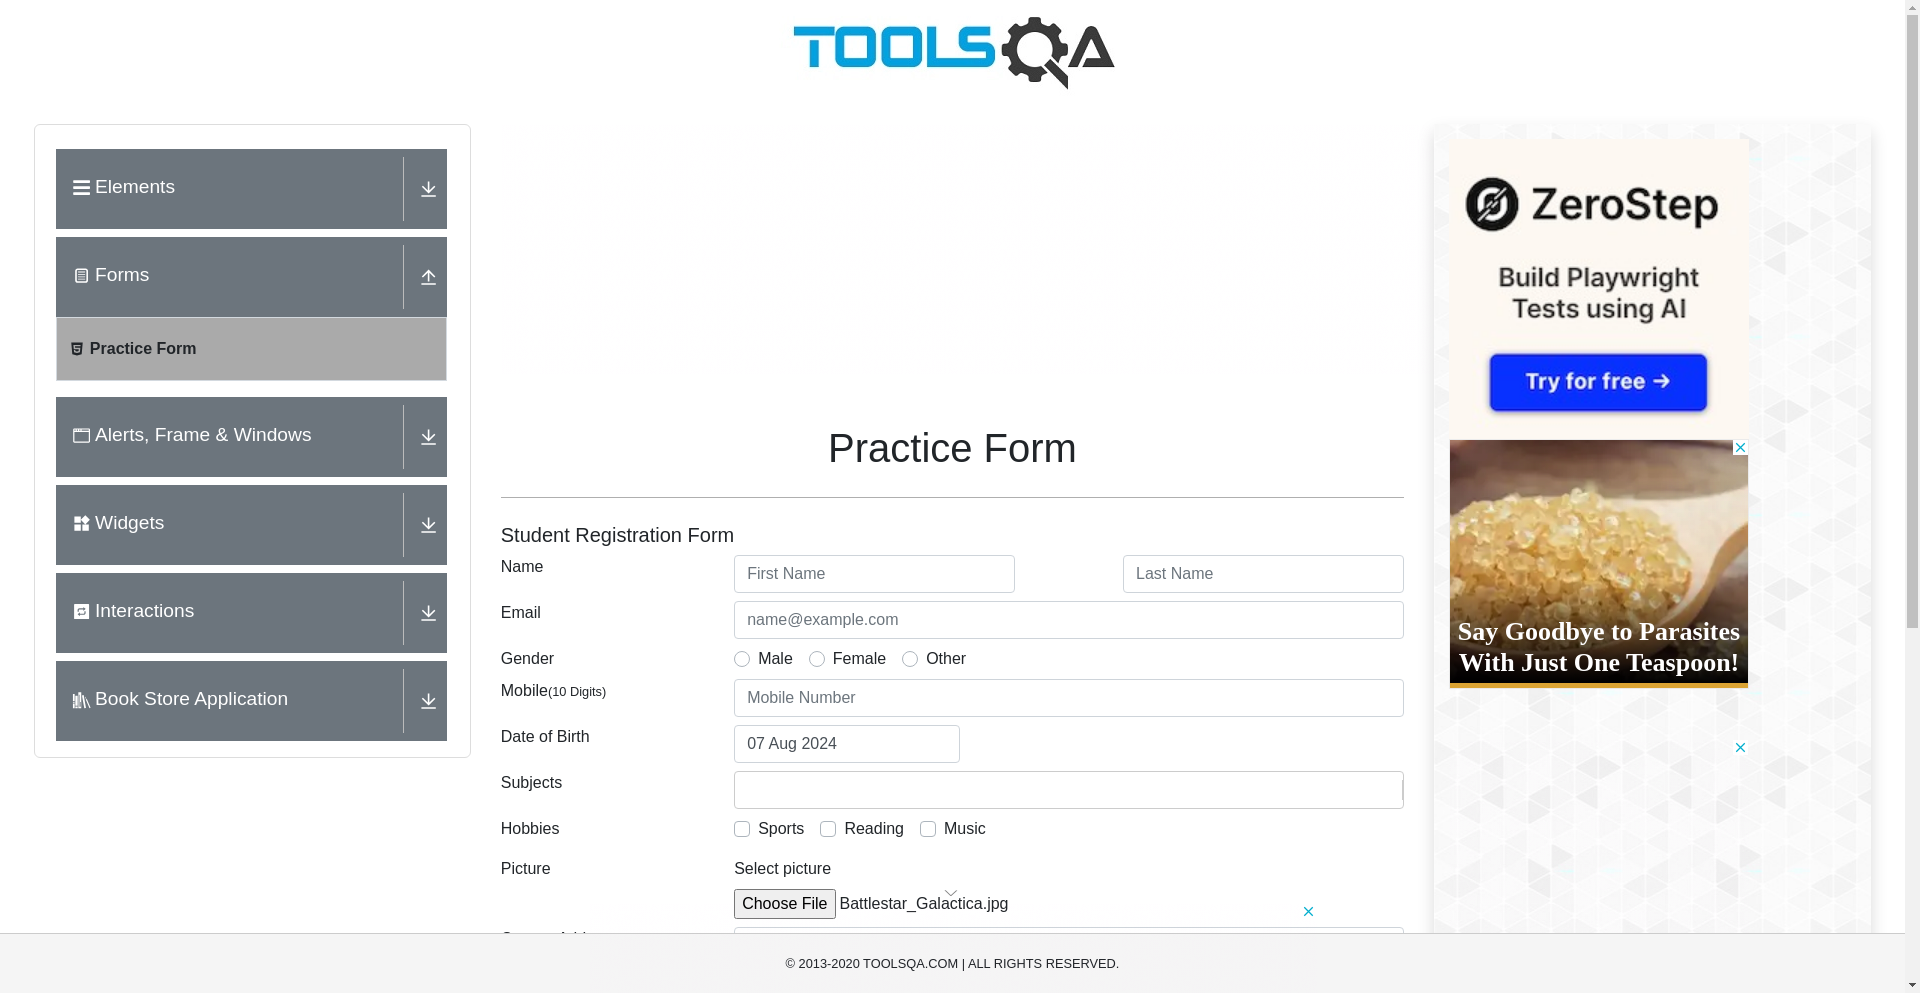 TOOLSQA
Elements
Forms
Practice Form
Alerts, Frame & Windows
Widgets
Interactions
Book Store Application
Practice Form
Student Registration Form
Name First Name Last Name
Email name@example.com
Gender Male Female Other
Mobile(10 Digits) Mobile Number
Date of Birth 07 Aug 2024
Subjects
Hobbies Sports Reading Music
Picture Select picture
Choose File Battlestar_Galactica.jpg
ZeroStep
Build Playwright
Tests using AI
Try for free →
Say Goodbye to Parasites
With Just One Teaspoon!
© 2013-2020 TOOLSQA.COM | ALL RIGHTS RESERVED.